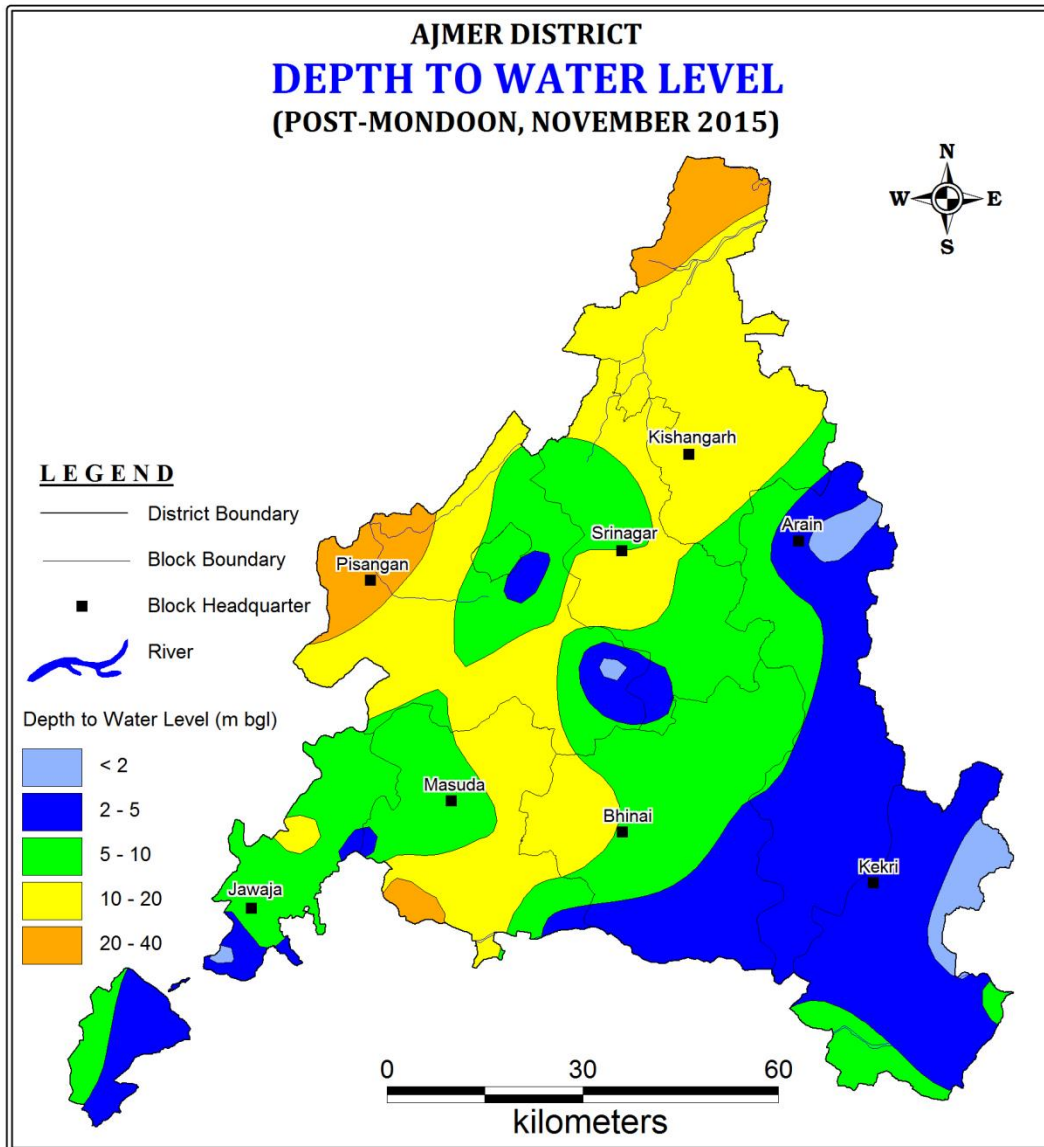 AJMER DISTRICT
DEPTH TO WATER LEVEL
(POST-MONDOON, NOVEMBER 2015)
N
W E
S
Kishangarh
LEGEND
District Boundary
Block Boundary
Block Headquarter
River
Srinagar
Arain
Pisangan
Depth to Water Level (m bgl)
< 2
2 - 5
5 - 10
10 - 20
20 - 40
Masuda
Bhinai
Kekri
Jawaja
0 30 60
kilometers